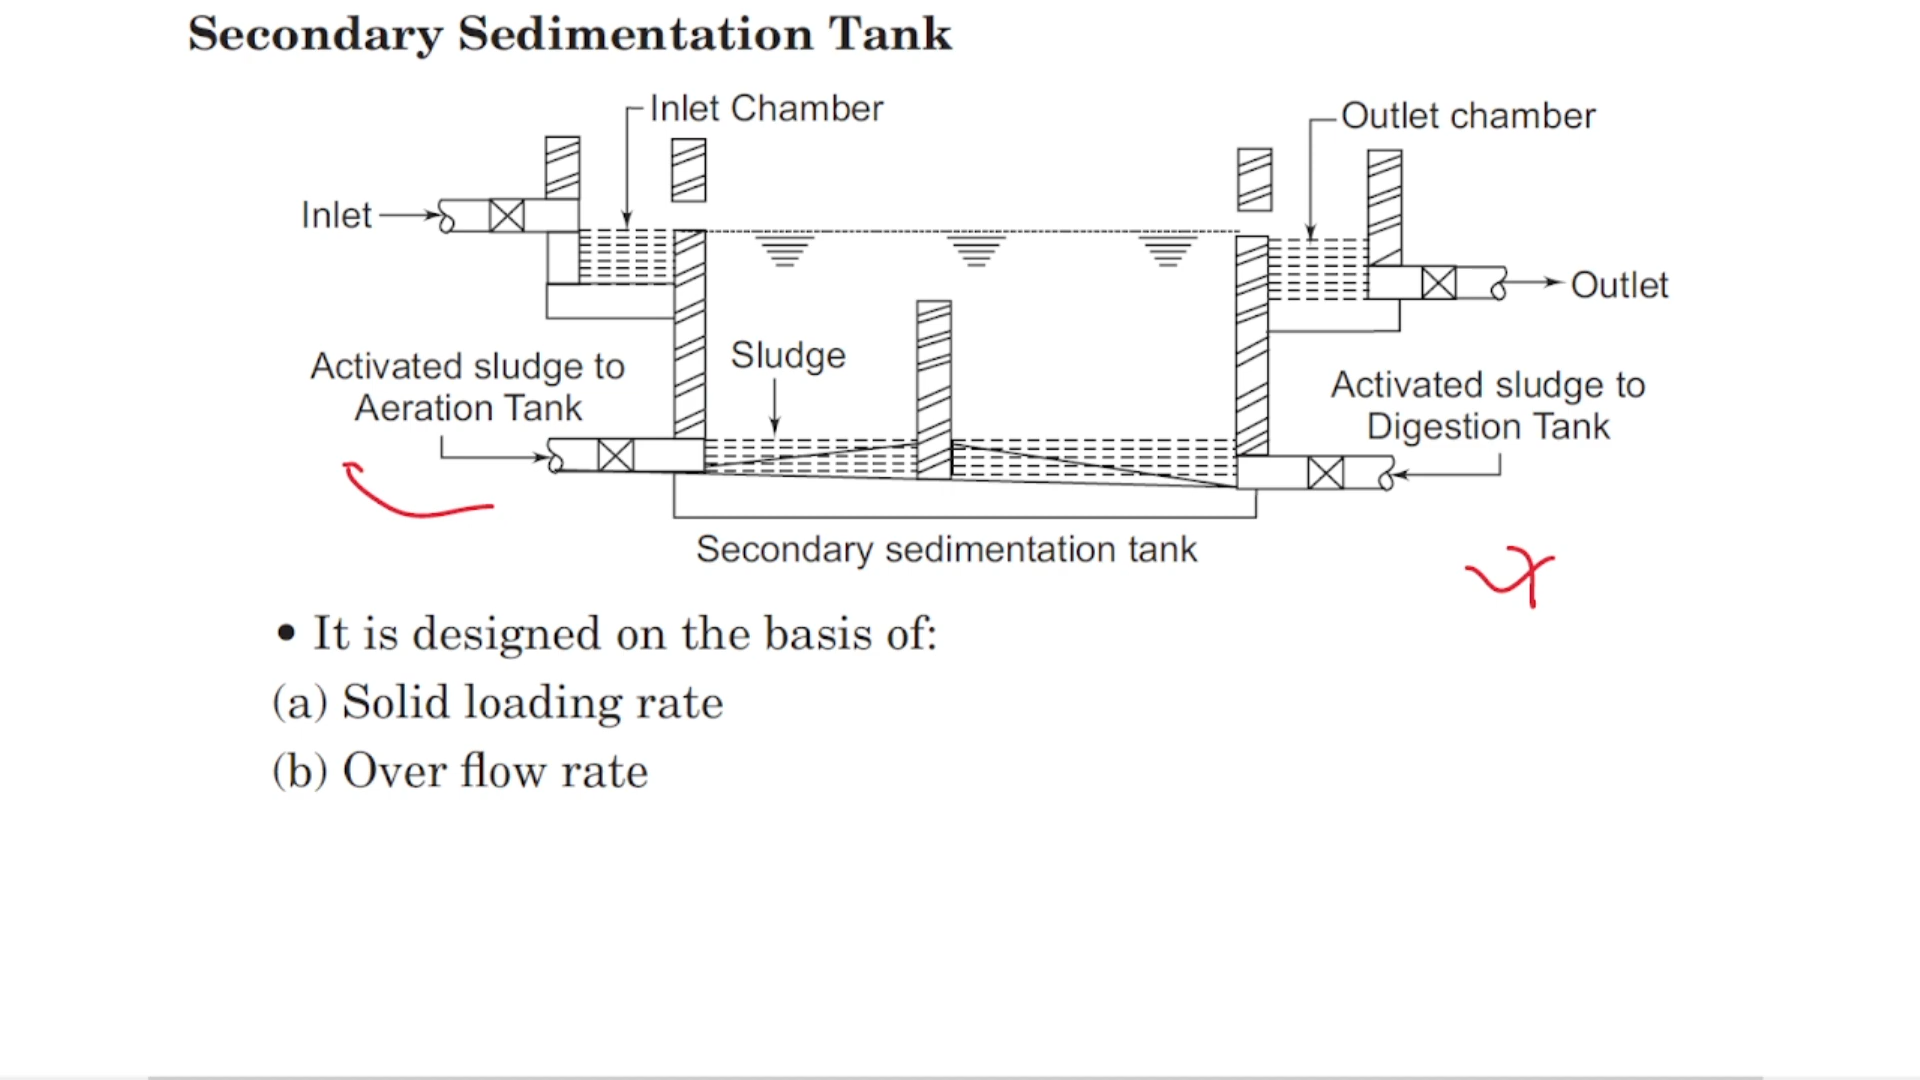 Secondary Sedimentation Tank
Inlet Chamber
Outlet chamber
Inlet
Outlet
Activated sludge to
Aeration Tank
Sludge
Activated sludge to
Digestion Tank
Secondary sedimentation tank
• It is designed on the basis of:
(a) Solid loading rate
(b) Over flow rate